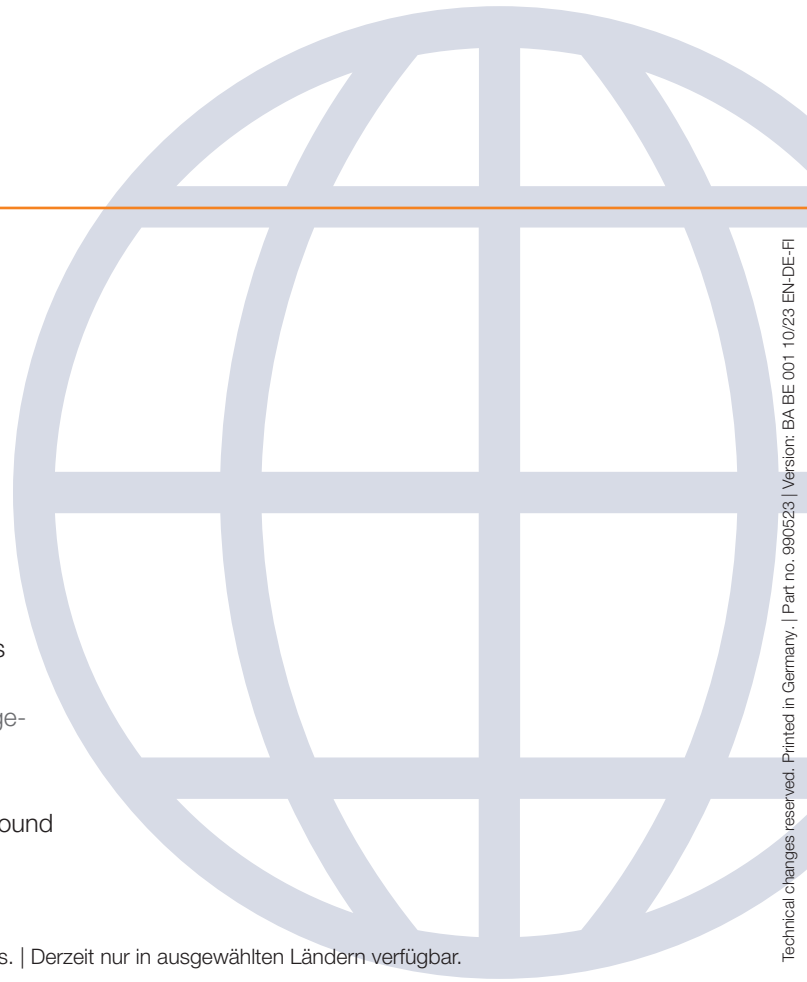 s
ge-
ound
s. | Derzeit nur in ausgewählten Ländern verfügbar.
Technical changes reserved. Printed in Germany. | Part no. 990523 | Version: BA BE 001 10/23 EN-DE-FI